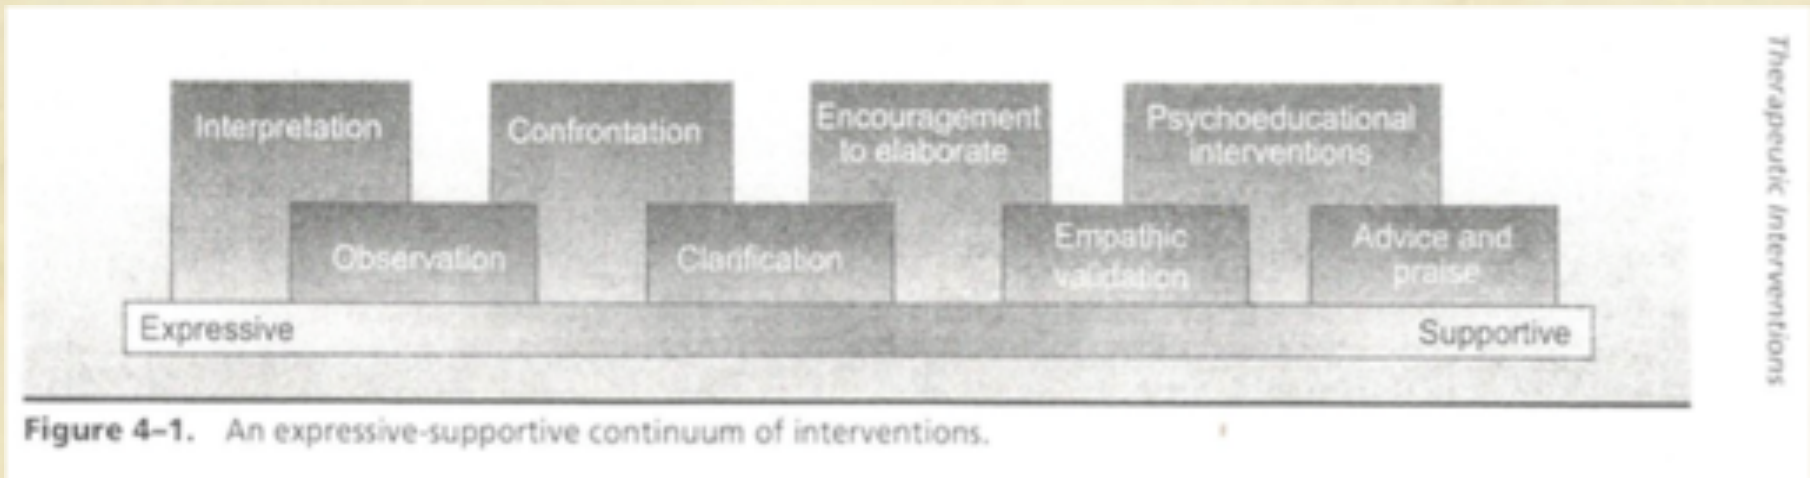 Interpretation
Observation
Confrontation
Clarification
Encouragement
to elaborate
Empathic
validation
Psychoeducational
interventions
Advice and
praise
Expressive
Supportive
Figure 4–1. An expressive-supportive continuum of interventions.
Therapeutic Interventions